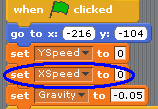 when clicked
go to x: -216 y: -104
set YSpeed to 0
set XSpeed to 0
set Gravity to -0.05